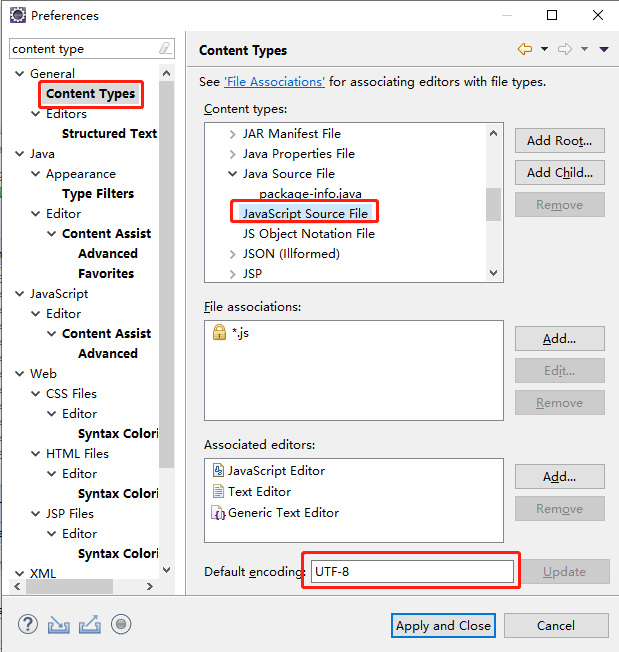 Preferences
content type
General
Content Types
Editors
Structured Text
Java
Appearance
Type Filters
Editor
Content Assist
Advanced
Favorites
JavaScript
Editor
Content Assist
Advanced
Web
CSS Files
Editor
Syntax Colori
HTML Files
Editor
Syntax Colori
JSP Files
Editor
Syntax Colori
XML
Content Types
See 'File Associations' for associating editors with file types.
Content types:
JAR Manifest File
Java Properties File
Java Source File
package-info.java
JavaScript Source File
JS Object Notation File
JSON (Illformed)
JSP
Add Root...
Add Child...
Remove
File associations:
*.js
Add...
Edit...
Remove
Associated editors:
JavaScript Editor
Text Editor
Generic Text Editor
Add...
Remove
Default encoding: UTF-8 Update
Apply and Close Cancel